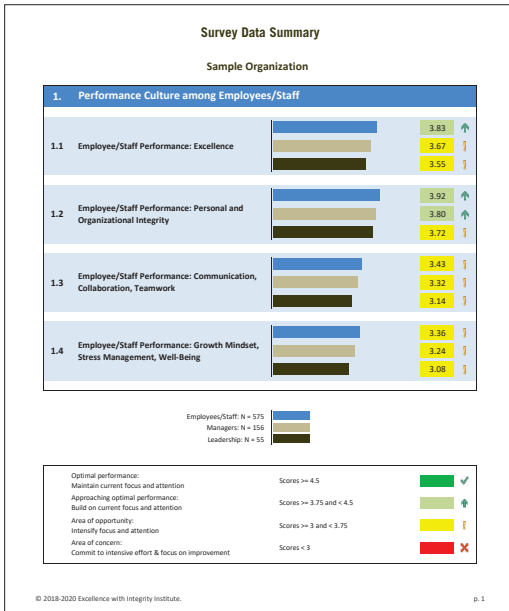 Survey Data Summary
Sample Organization
1. Performance Culture among Employees/Staff
3.83
1.1 Employee/Staff Performance: Excellence 3.67
3.55
3.92
1.2 Employee/Staff Performance: Personal and
Organizational Integrity
3.80
3.72
3.43
1.3 Employee/Staff Performance: Communication,
Collaboration, Teamwork
3.32
3.14
3.36
1.4 Employee/Staff Performance: Growth Mindset,
Stress Management, Well-Being
3.24
3.08
Employees/Staff: N = 575
Managers: N = 156
Leadership: N = 55
Optimal performance:
Maintain current focus and attention
Scores >= 4.5
Approaching optimal performance:
Build on current focus and attention
Scores >= 3.75 and < 4.5
Area of opportunity:
Intensify focus and attention
Scores >= 3 and < 3.75
Area of concern:
Commit to intensive effort & focus on improvement
Scores < 3
© 2018-2020 Excellence with Integrity Institute. p. 1